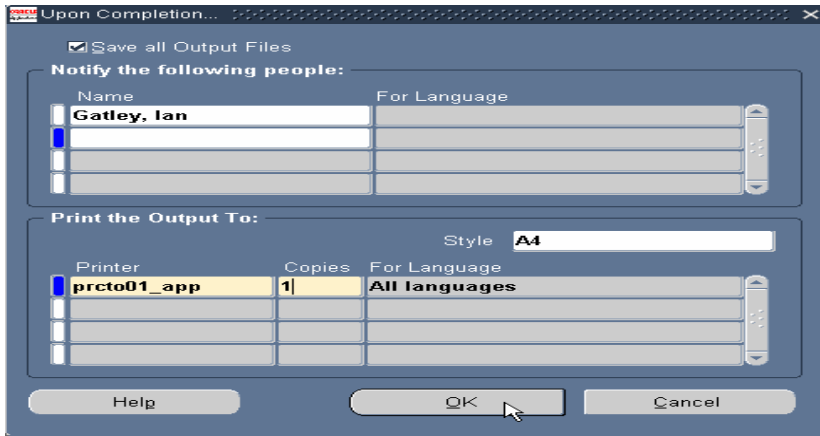 Upon Completion...
Save all Output Files
Notify the following people:
Name For Language
Gatley, Ian
Print the Output To:
Style A4
Printer Copies For Language
prcto01_app 1 All languages
Help OK Cancel